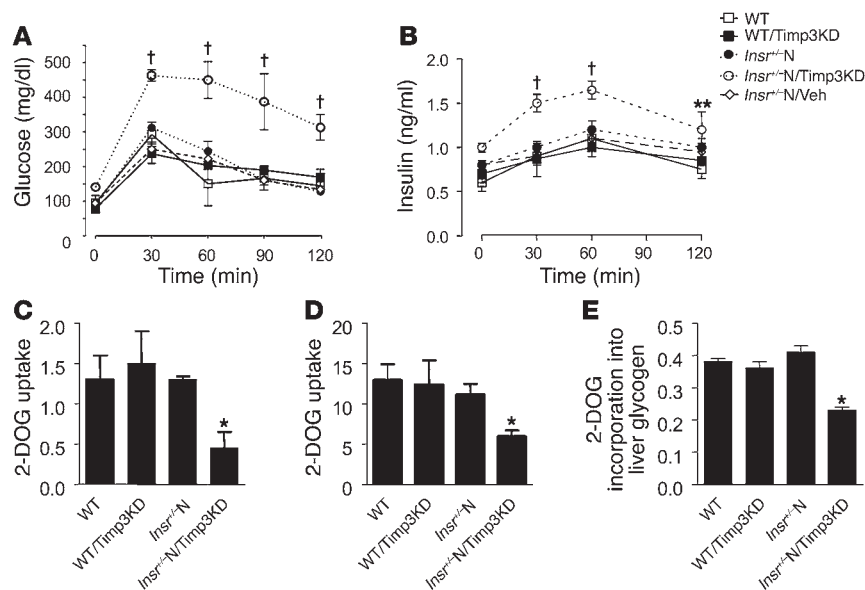 A
Glucose (mg/dl)
500
400
300
250
200
150
100
50
0
† † † †
0 30 60 90 120
Time (min)
B
Insulin (ng/ml)
2.0
1.5
1.0
0.5
0.0
† † **
0 30 60 90 120
Time (min)
WT
WT/Timp3KD
Insr+/–N
Insr+/–N/Timp3KD
Insr+/–N/Veh
C
2-DOG uptake
2.0
1.5
1.0
0.5
0.0
*
WT
WT/Timp3KD
Insr+/–N
Insr+/–N/Timp3KD
D
2-DOG uptake
20
15
10
5
0
*
WT
WT/Timp3KD
Insr+/–N
Insr+/–N/Timp3KD
E
2-DOG
incorporation into
liver glycogen
0.5
0.4
0.3
0.2
0.1
0.0
*
WT
WT/Timp3KD
Insr+/–N
Insr+/–N/Timp3KD